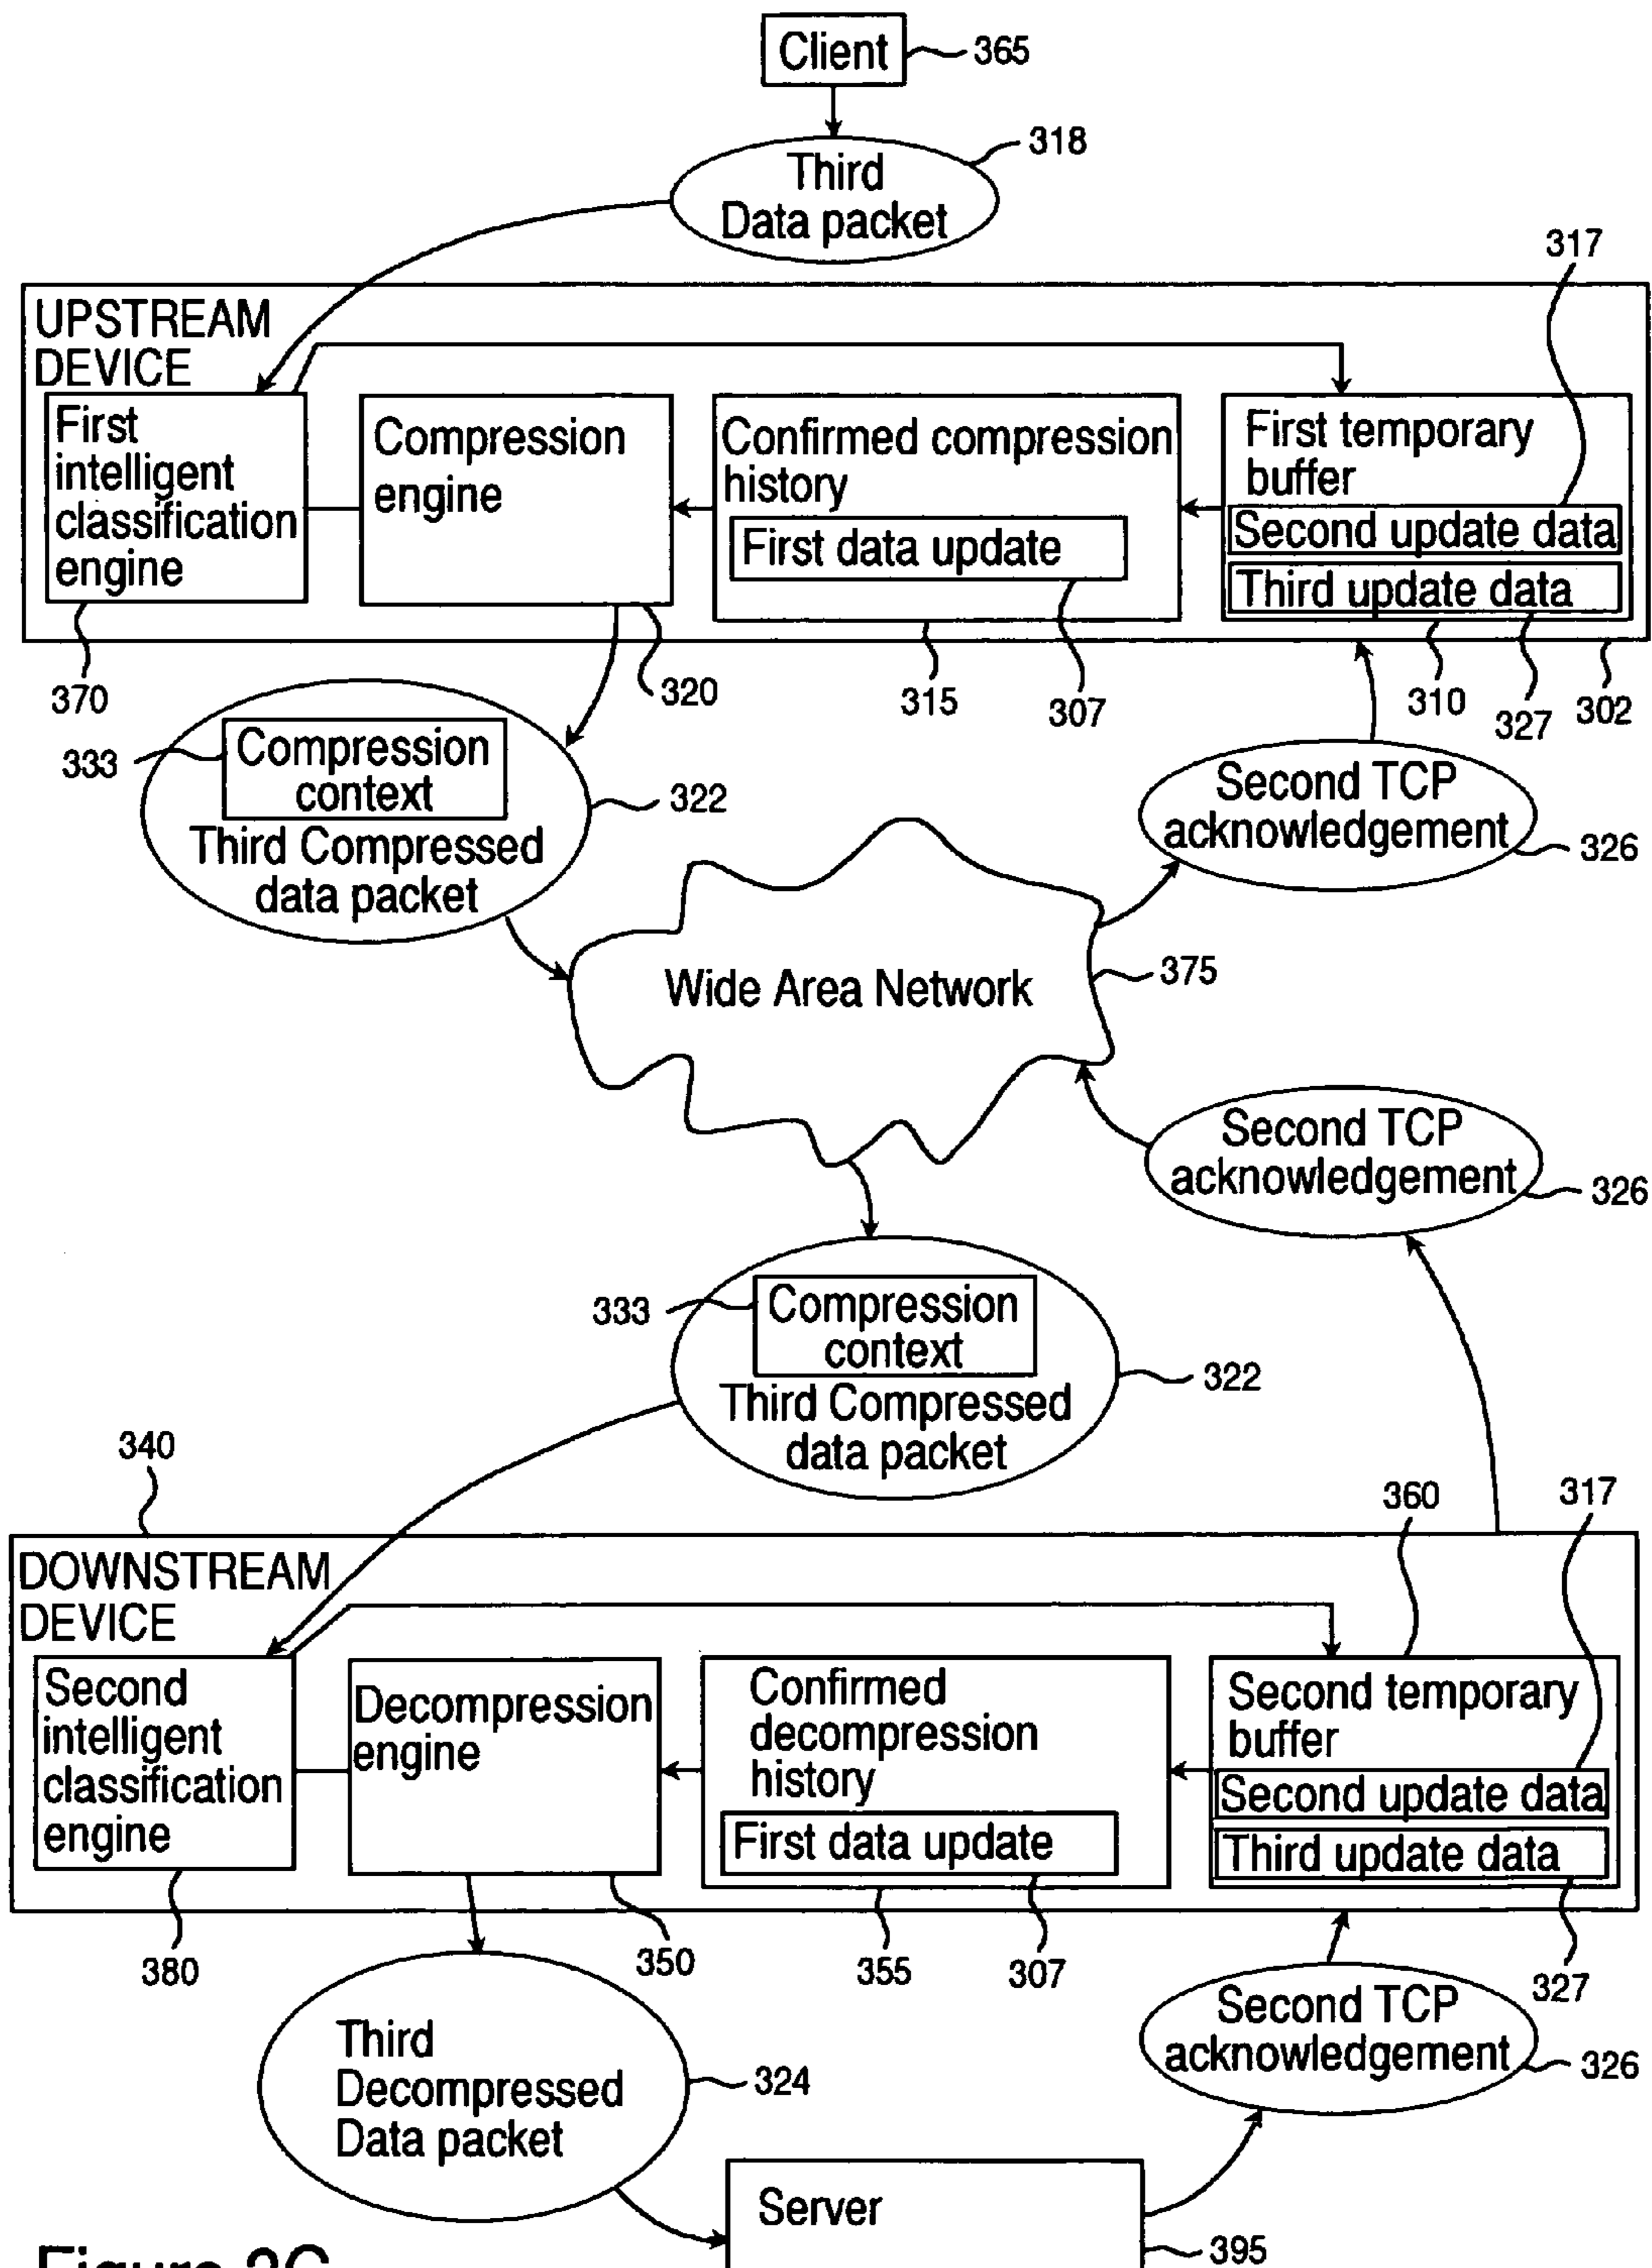 Client
365
318
Third
Data packet
317
UPSTREAM
DEVICE
First
intelligent
classification
engine
Compression
engine
Confirmed compression
history
First data update
First temporary
buffer
Second update data
Third update data
370
320
315
307
310
327
302
333
Compression
context
Third Compressed
data packet
322
Second TCP
acknowledgement
326
Wide Area Network
375
Second TCP
acknowledgement
326
333
Compression
context
Third Compressed
data packet
322
340
360
317
DOWNSTREAM
DEVICE
Second
intelligent
classification
engine
Decompression
engine
Confirmed
decompression
history
First data update
Second temporary
buffer
Second update data
Third update data
380
350
355
307
327
Third
Decompressed
Data packet
324
Second TCP
acknowledgement
326
Server
395
Figure 3C